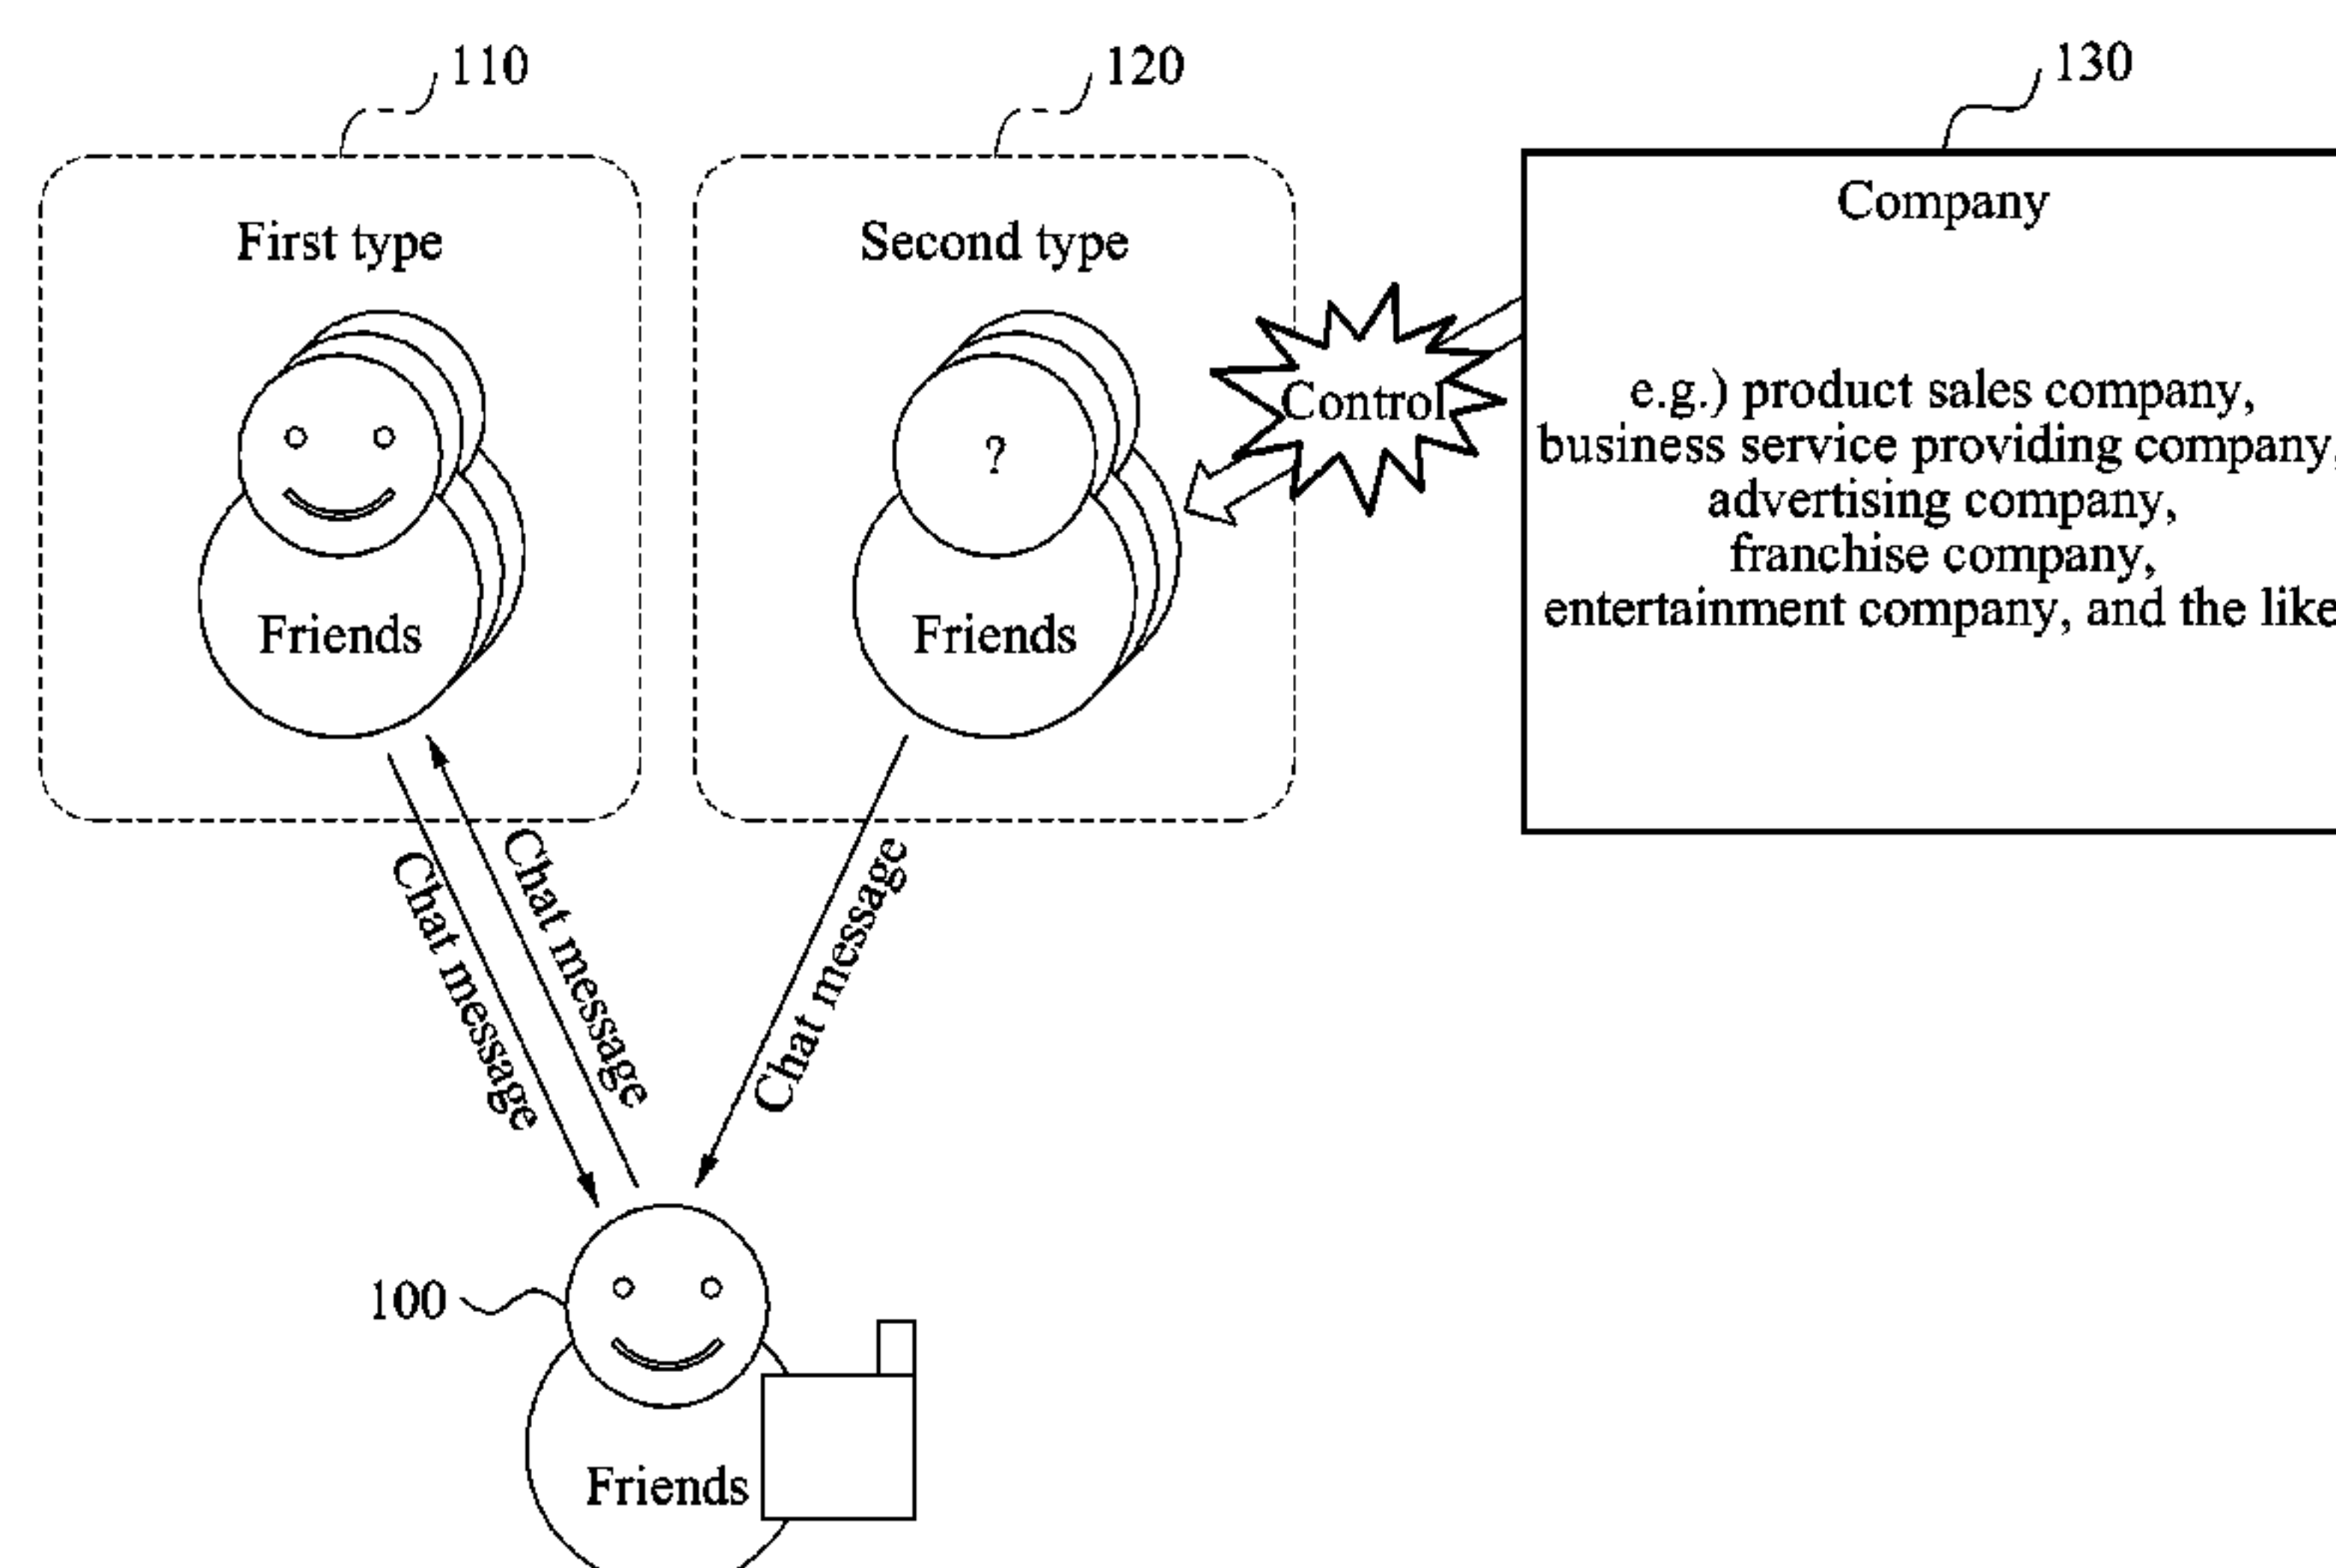 110
120
130
First type
Second type
Company
Control
e.g.) product sales company,
business service providing company,
advertising company,
franchise company,
entertainment company, and the like
Friends
?
Friends
Chat message
Chat message
Chat message
100
Friends